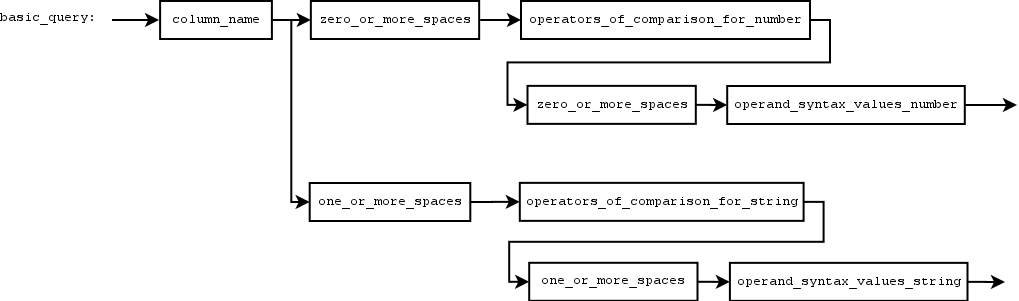 basic_query: column_name zero_or_more_spaces operators_of_comparison_for_number
zero_or_more_spaces operand_syntax_values_number
one_or_more_spaces operators_of_comparison_for_string
one_or_more_spaces operand_syntax_values_string